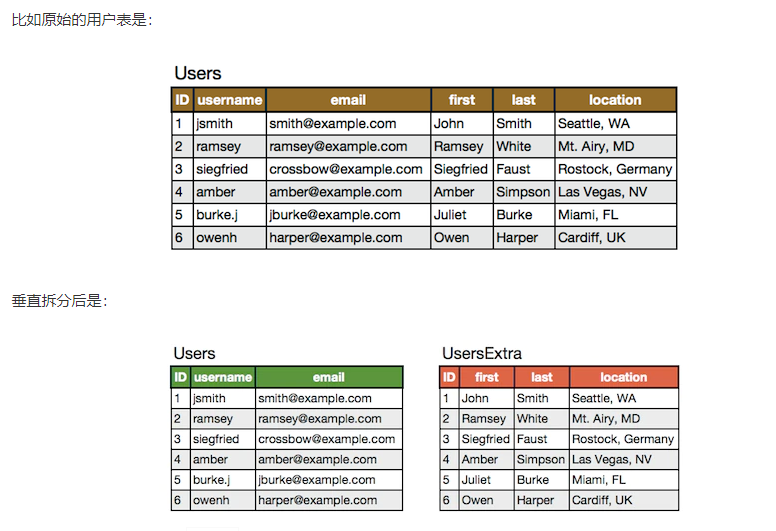 比如原始的用户表是：
Users
ID username email first last location
1 jsmith smith@example.com John Smith Seattle, WA
2 ramsey ramsey@example.com Ramsey White Mt. Airy, MD
3 siegfried crossbow@example.com Siegfried Faust Rostock, Germany
4 amber amber@example.com Amber Simpson Las Vegas, NV
5 burke.j jburke@example.com Juliet Burke Miami, FL
6 owenh harper@example.com Owen Harper Cardiff, UK
垂直拆分后是：
Users
ID username email
1 jsmith smith@example.com
2 ramsey ramsey@example.com
3 siegfried crossbow@example.com
4 amber amber@example.com
5 burke.j jburke@example.com
6 owenh harper@example.com
UsersExtra
ID first last location
1 John Smith Seattle, WA
2 Ramsey White Mt. Airy, MD
3 Siegfried Faust Rostock, Germany
4 Amber Simpson Las Vegas, NV
5 Juliet Burke Miami, FL
6 Owen Harper Cardiff, UK